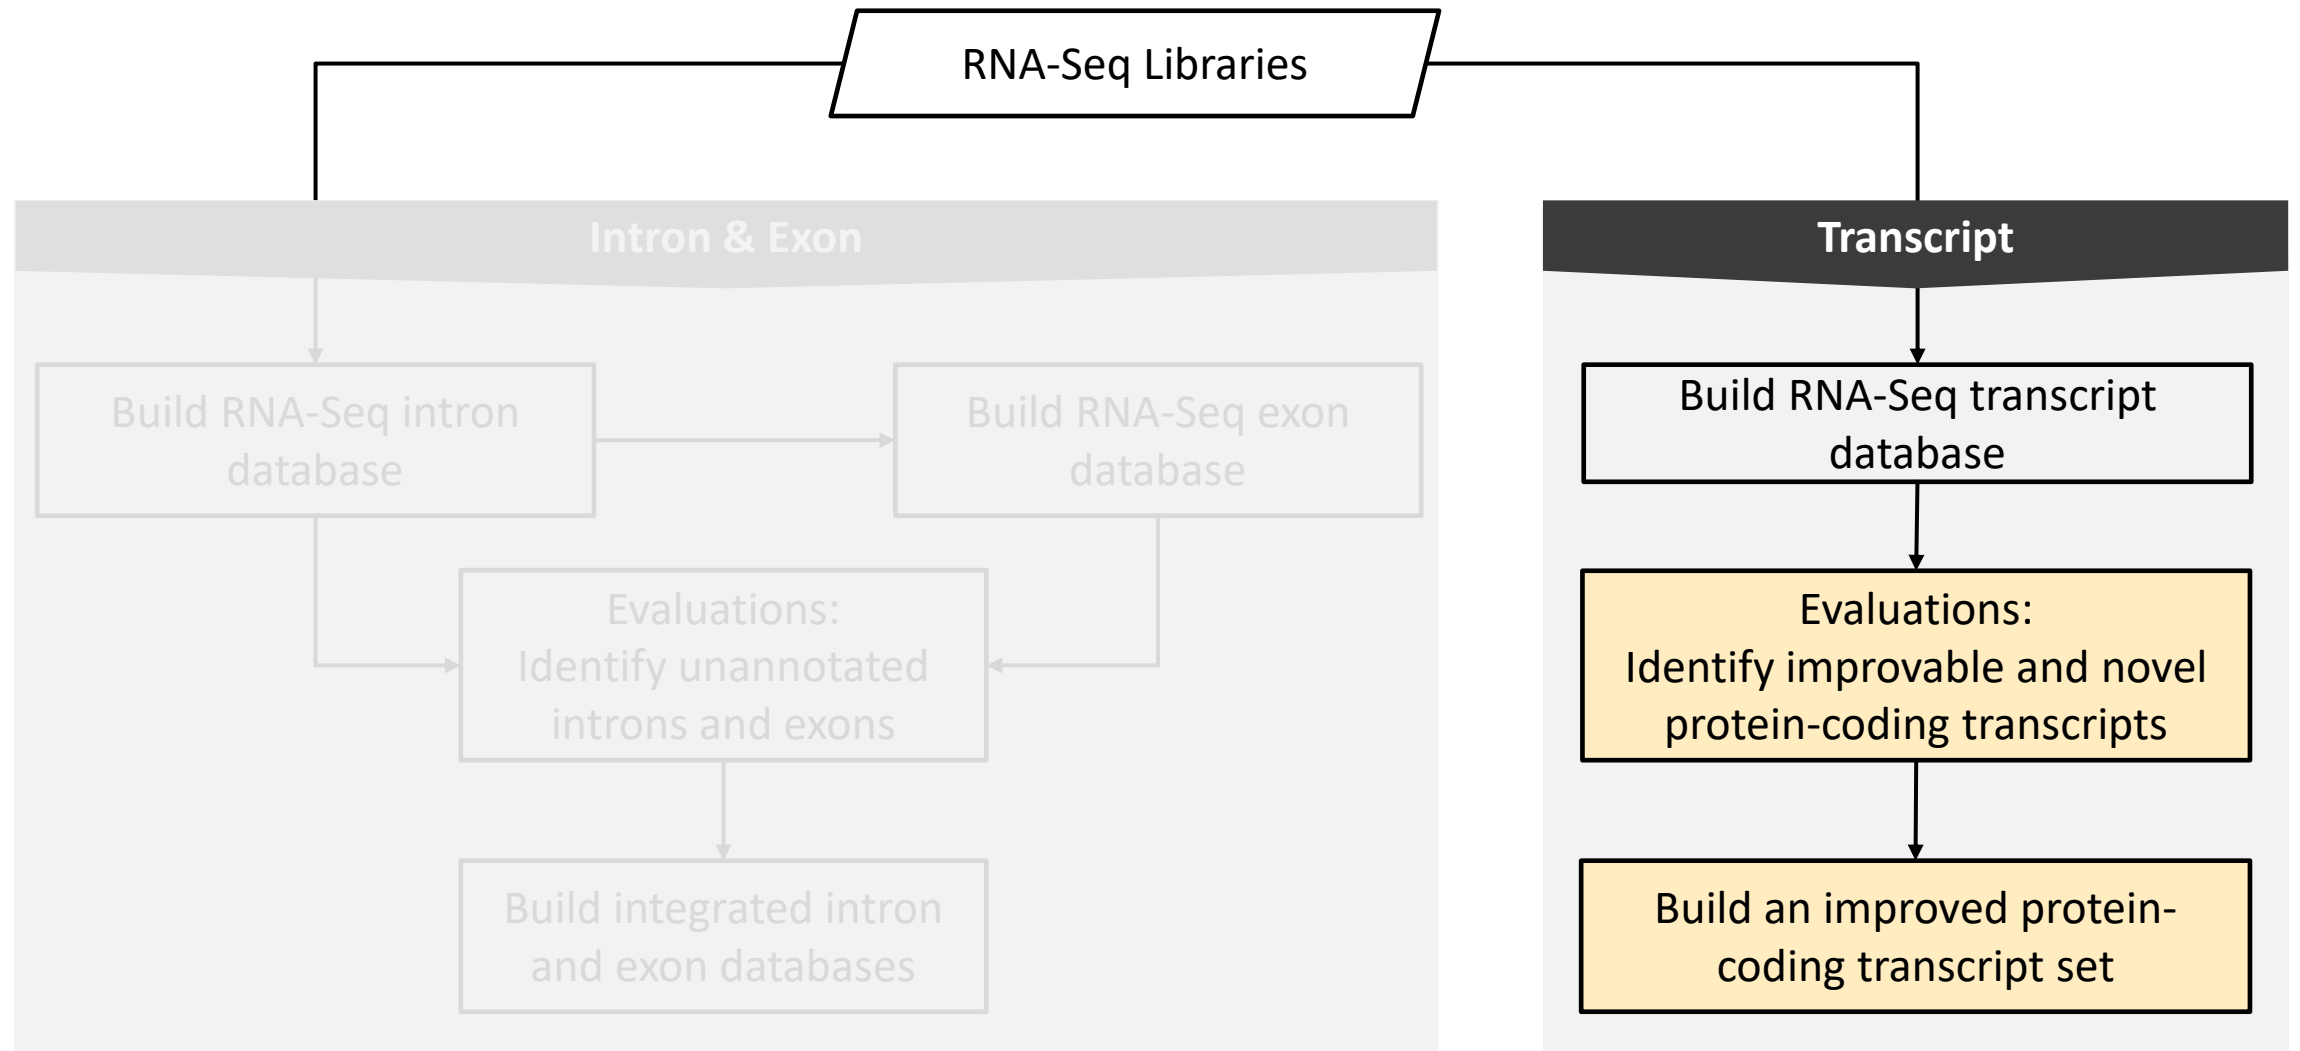 RNA-Seq Libraries
Intron & Exon
Build RNA-Seq intron
database
Build RNA-Seq exon
database
Evaluations:
Identify unannotated
introns and exons
Build integrated intron
and exon databases
Transcript
Build RNA-Seq transcript
database
Evaluations:
Identify improvable and novel
protein-coding transcripts
Build an improved protein-
coding transcript set